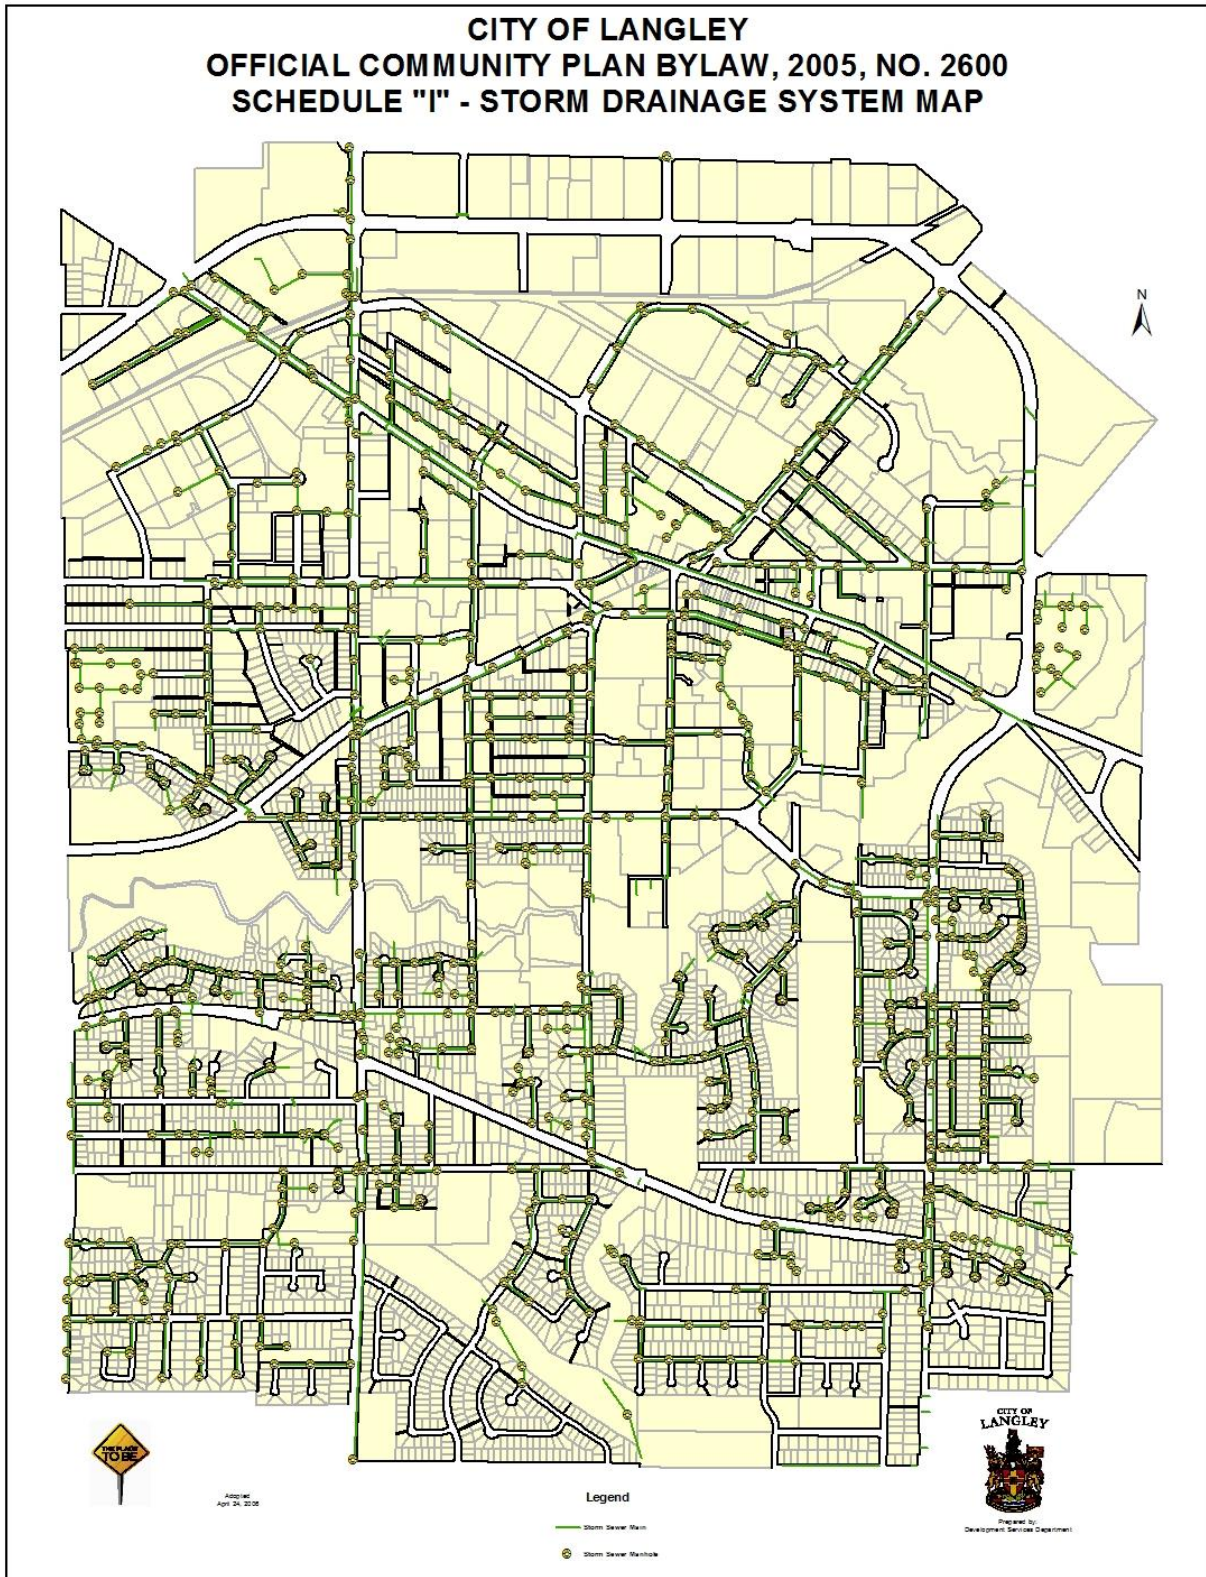 CITY OF LANGLEY
OFFICIAL COMMUNITY PLAN BYLAW, 2005, NO. 2600
SCHEDULE "I" - STORM DRAINAGE SYSTEM MAP
N
THE PLACE
TO BE
Adopted
April 24, 2006
Legend
Storm Sewer Main
Storm Sewer Manhole
CITY OF
LANGLEY
Prepared by:
Development Services Department